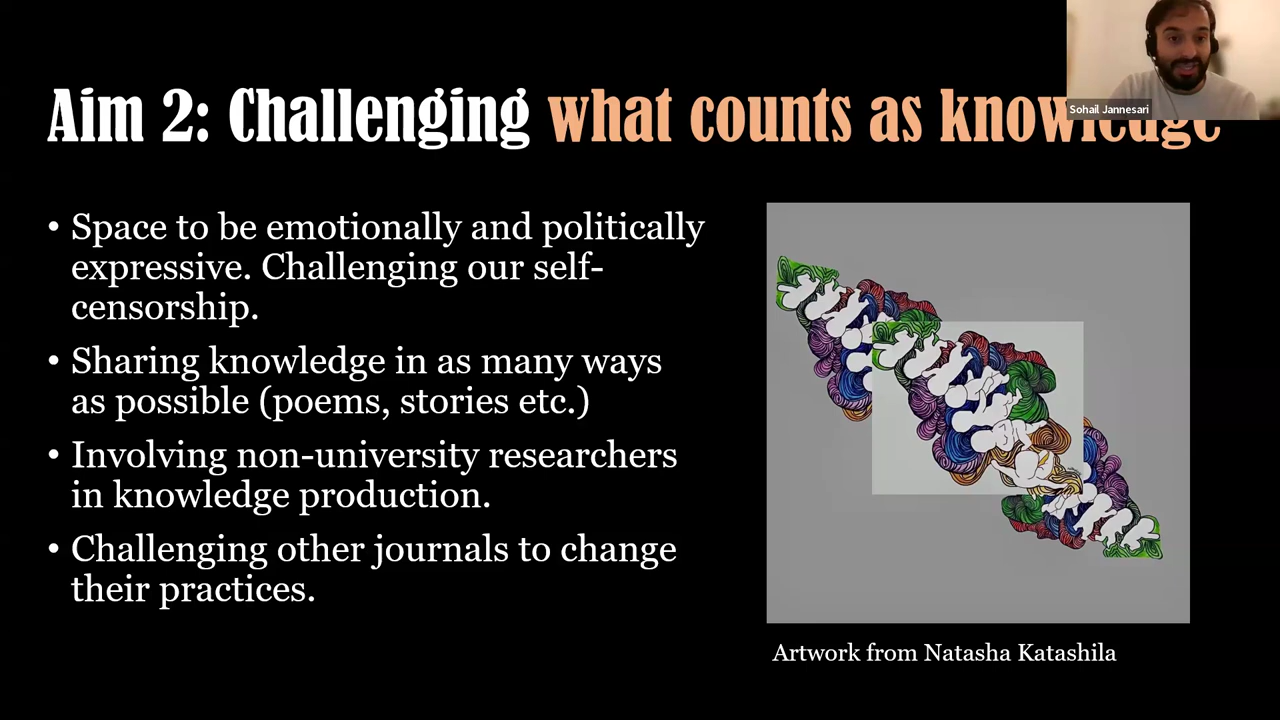 Aim 2: Challenging what counts as knowledge
Sohail Jannesari
• Space to be emotionally and politically
expressive. Challenging our self-
censorship.
• Sharing knowledge in as many ways
as possible (poems, stories etc.)
• Involving non-university researchers
in knowledge production.
• Challenging other journals to change
their practices.
Artwork from Natasha Katashila